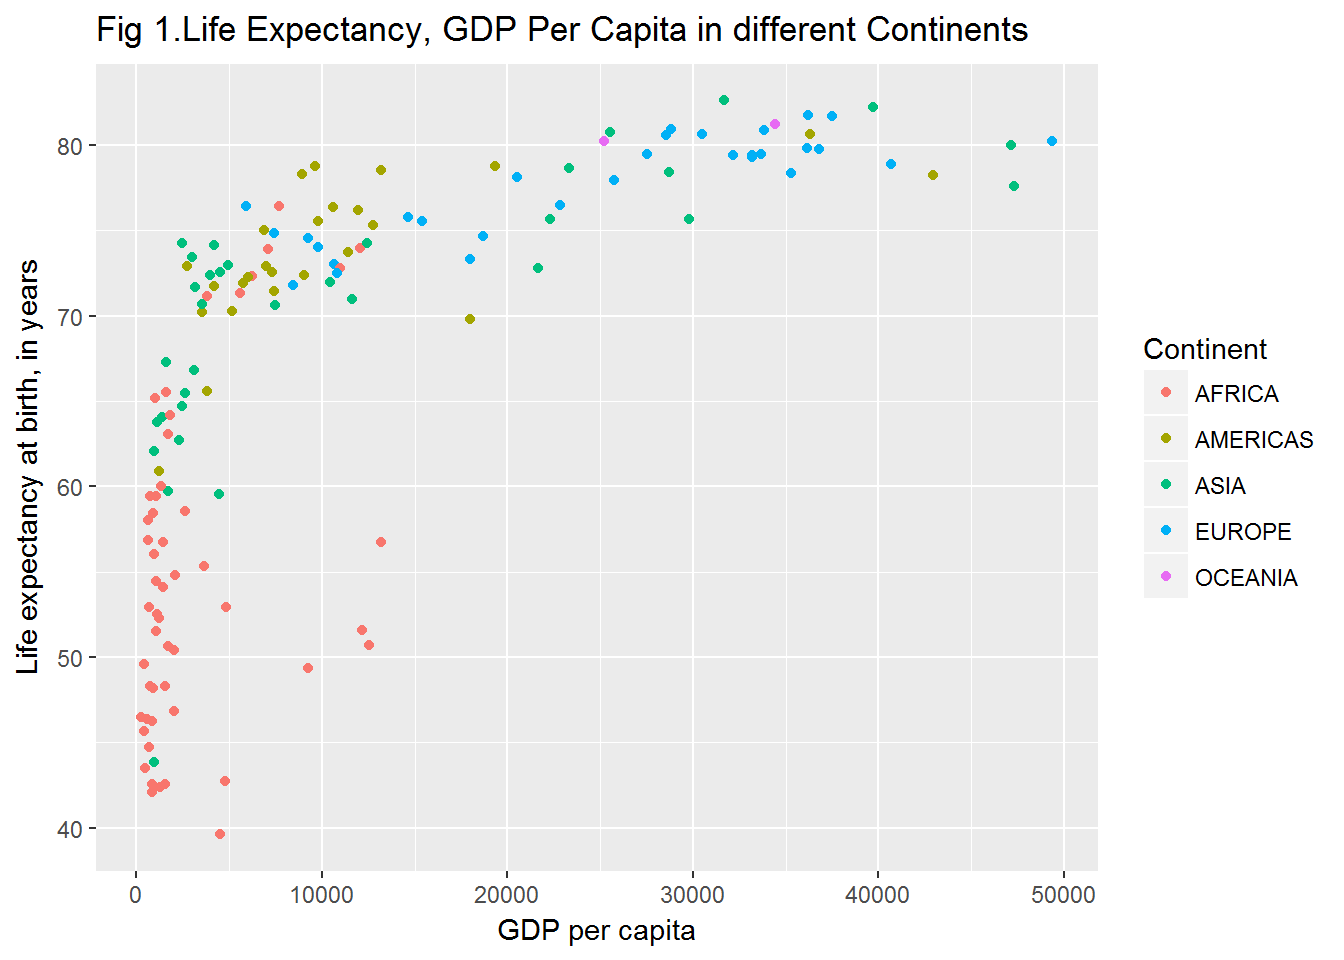 Fig 1.Life Expectancy, GDP Per Capita in different Continents
Life expectancy at birth, in years
80
70
60
50
40
0 10000 20000 30000 40000 50000
GDP per capita
Continent
AFRICA
AMERICAS
ASIA
EUROPE
OCEANIA